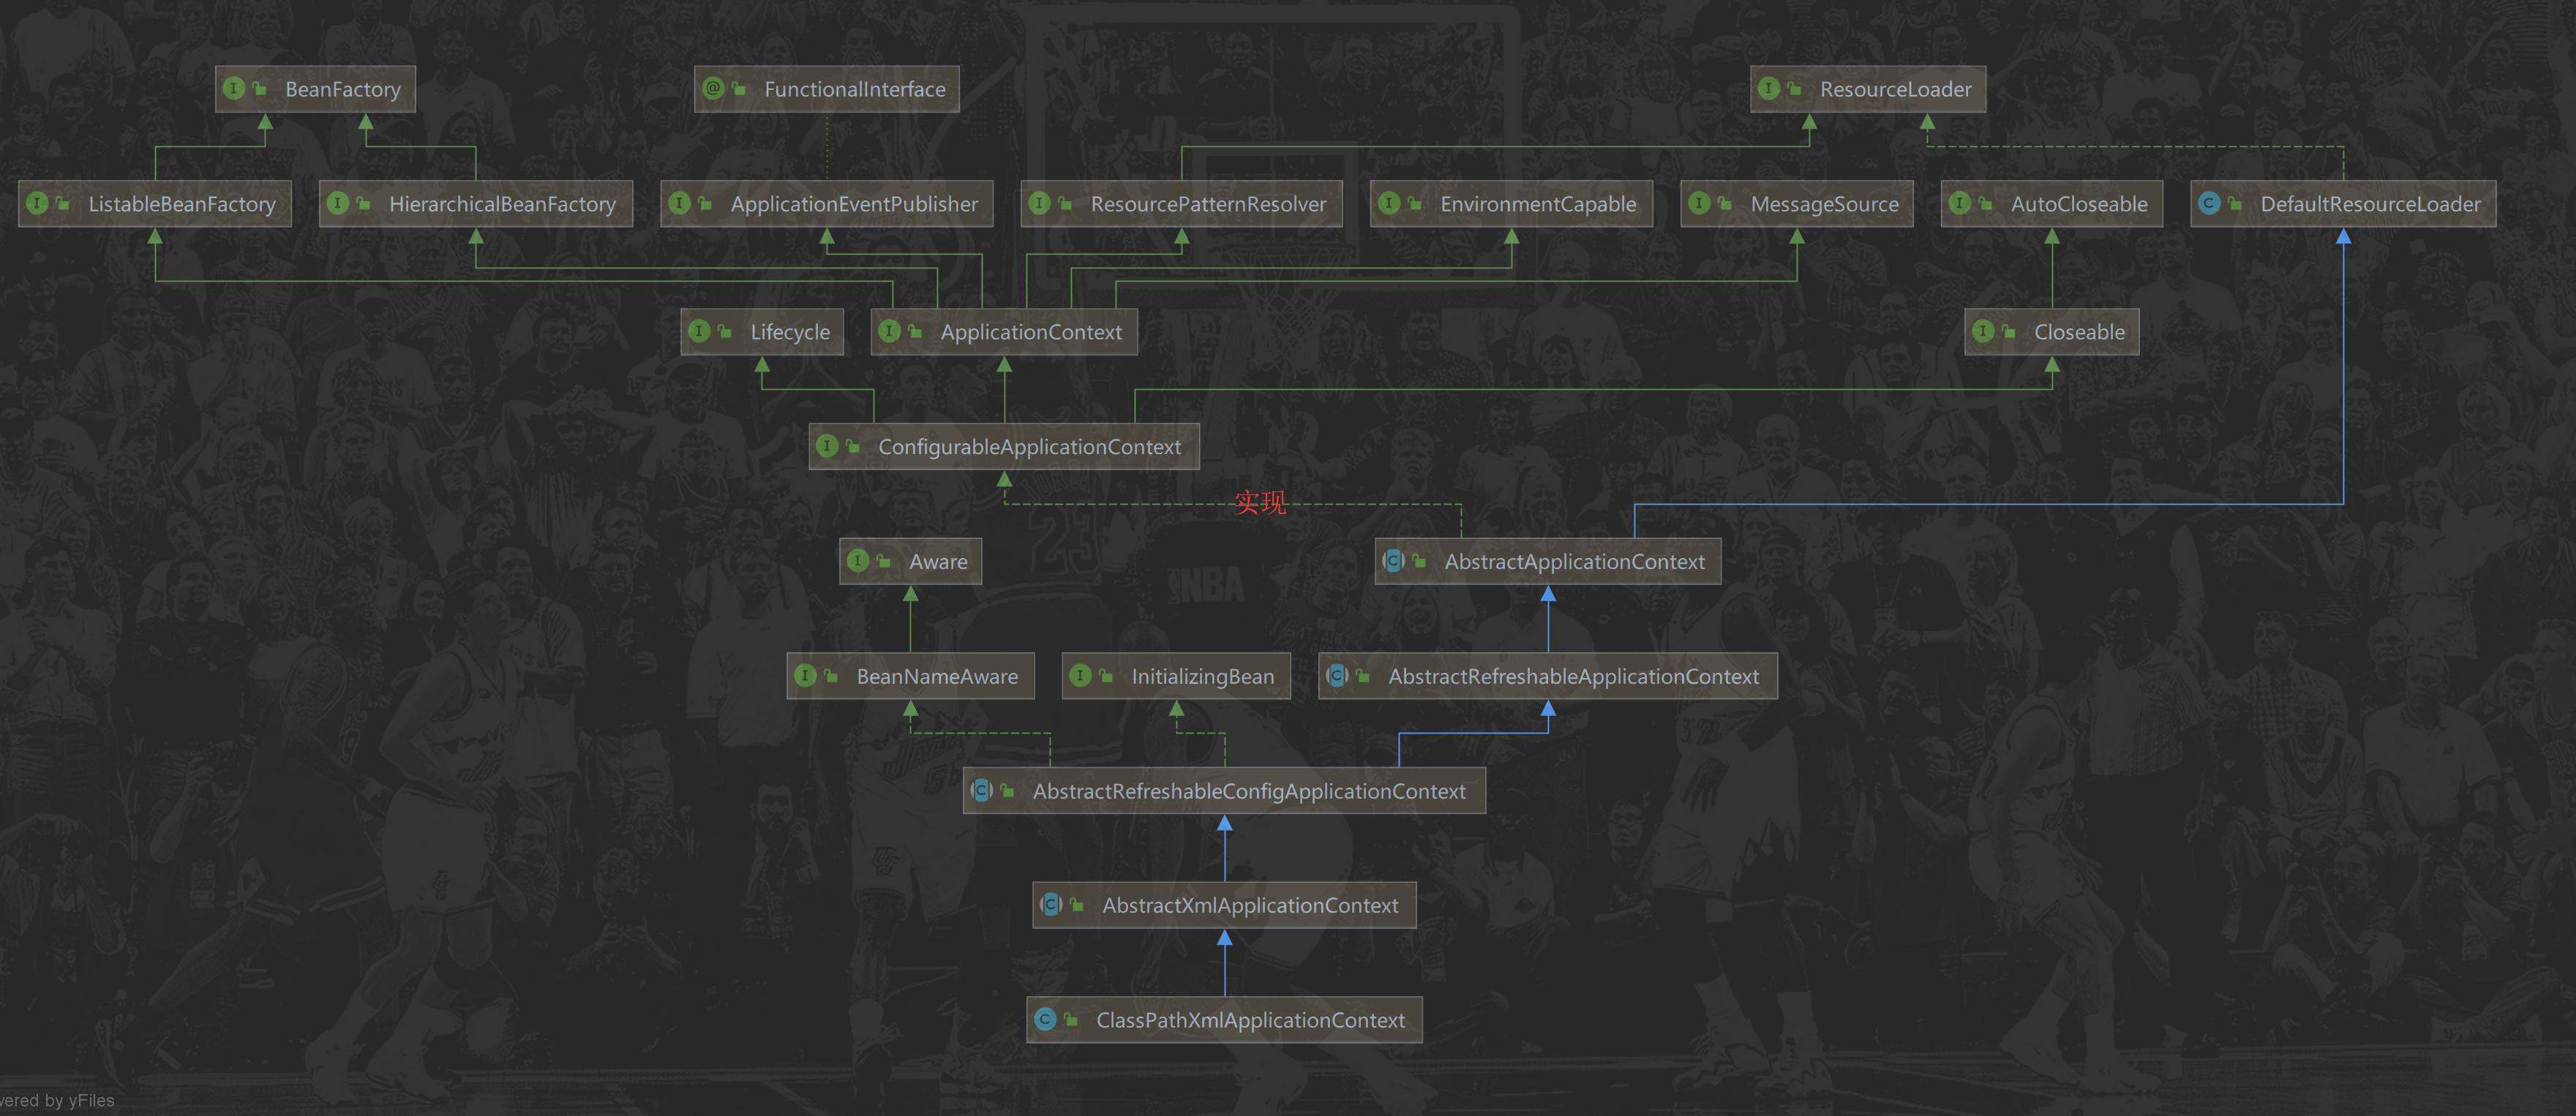 BeanFactory
FunctionalInterface
ResourceLoader
ListableBeanFactory
HierarchicalBeanFactory
ApplicationEventPublisher
ResourcePatternResolver
EnvironmentCapable
MessageSource
AutoCloseable
DefaultResourceLoader
Lifecycle
ApplicationContext
Closeable
ConfigurableApplicationContext
实现
Aware
AbstractApplicationContext
NBA
BeanNameAware
InitializingBean
AbstractRefreshableApplicationContext
AbstractRefreshableConfigApplicationContext
AbstractXmlApplicationContext
ClassPathXmlApplicationContext
vered by yFiles